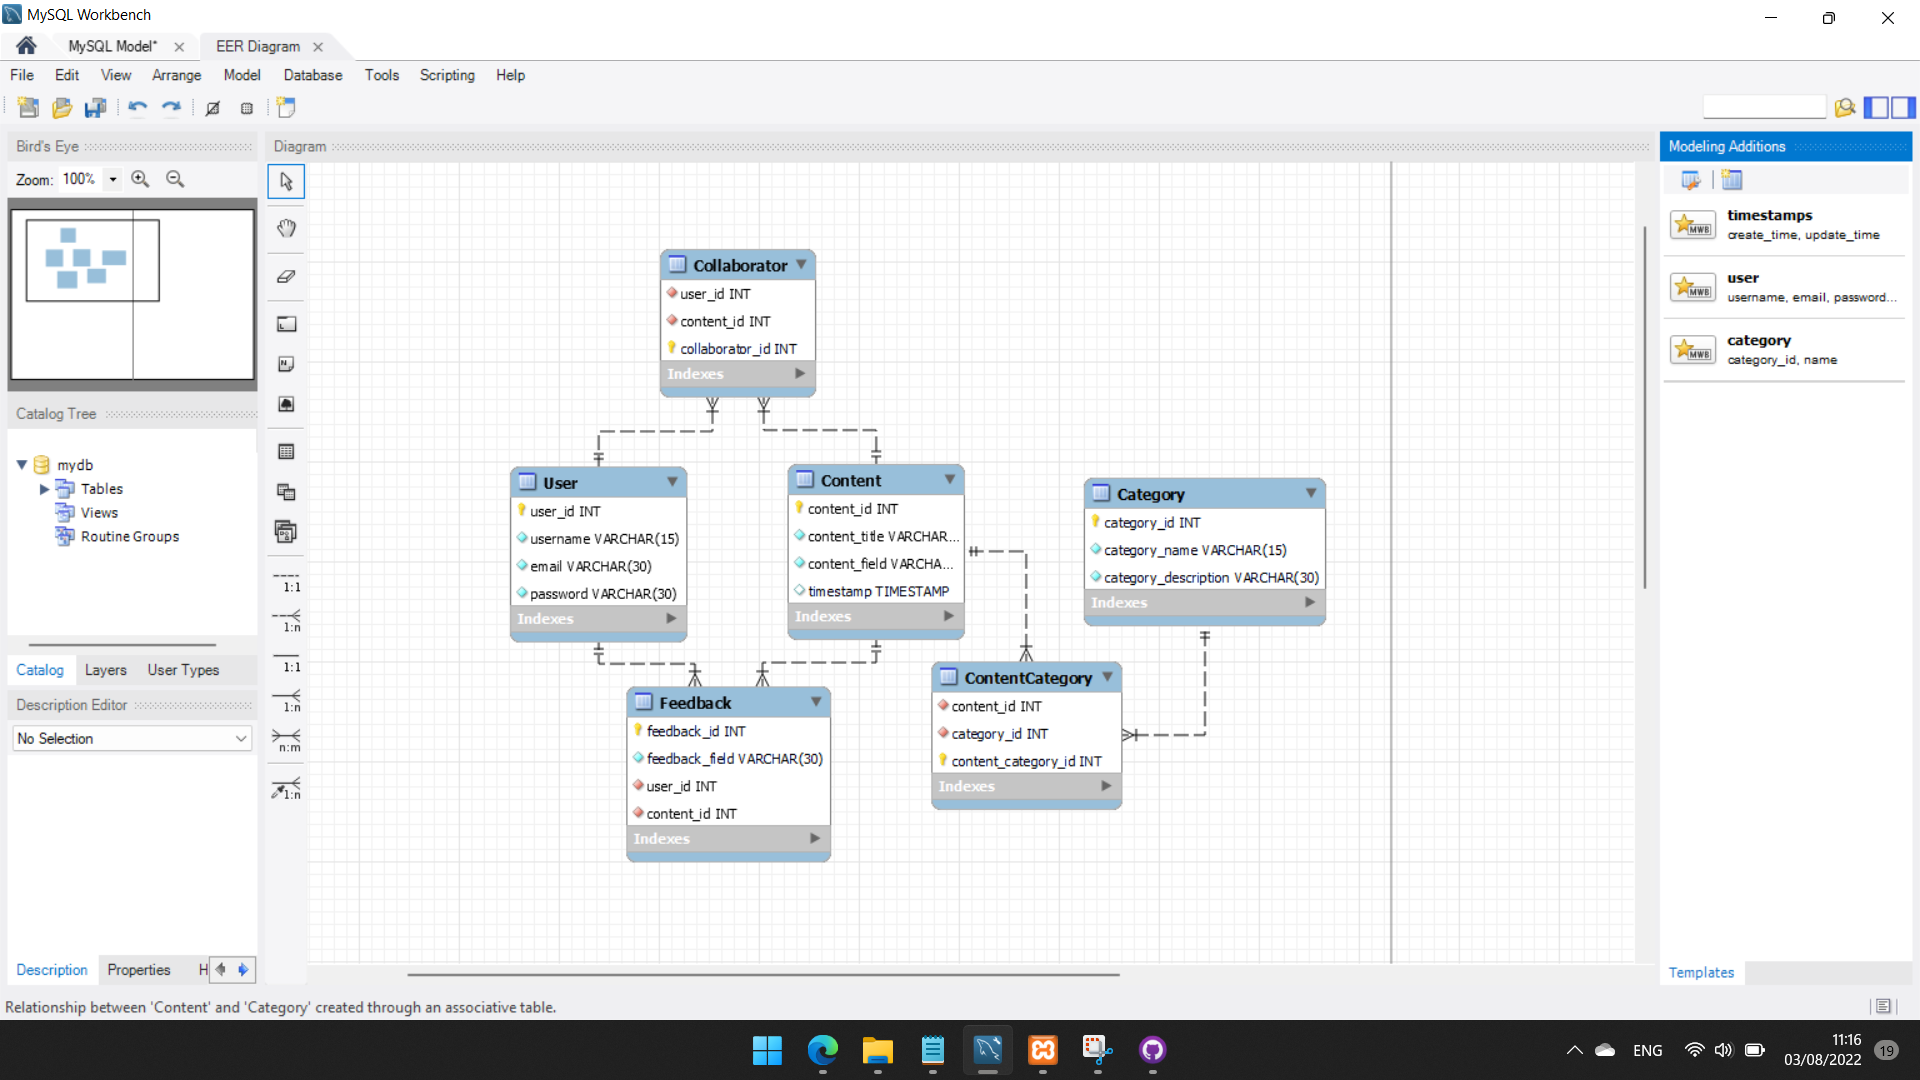 MySQL Workbench
MySQL Model* EER Diagram
File Edit View Arrange Model Database Tools Scripting Help
Bird's Eye
Zoom: 100%
Catalog Tree
mydb
Tables
Views
Routine Groups
Catalog Layers User Types
Description Editor
No Selection
Description Properties H
Diagram
1:1
1:n
1:1
1:n
n:m
1:n
Collaborator
user_id INT
content_id INT
collaborator_id INT
Indexes
User
user_id INT
username VARCHAR(15)
email VARCHAR(30)
password VARCHAR(30)
Indexes
Content
content_id INT
content_title VARCHAR...
content_field VARCHA...
timestamp TIMESTAMP
Indexes
Category
category_id INT
category_name VARCHAR(15)
category_description VARCHAR(30)
Indexes
Feedback
feedback_id INT
feedback_field VARCHAR(30)
user_id INT
content_id INT
Indexes
ContentCategory
content_id INT
category_id INT
content_category_id INT
Indexes
Modeling Additions
MWB
timestamps
create_time, update_time
MWB
user
username, email, password...
MWB
category
category_id, name
Templates
Relationship between 'Content' and 'Category' created through an associative table.
ENG
11:16
03/08/2022
19